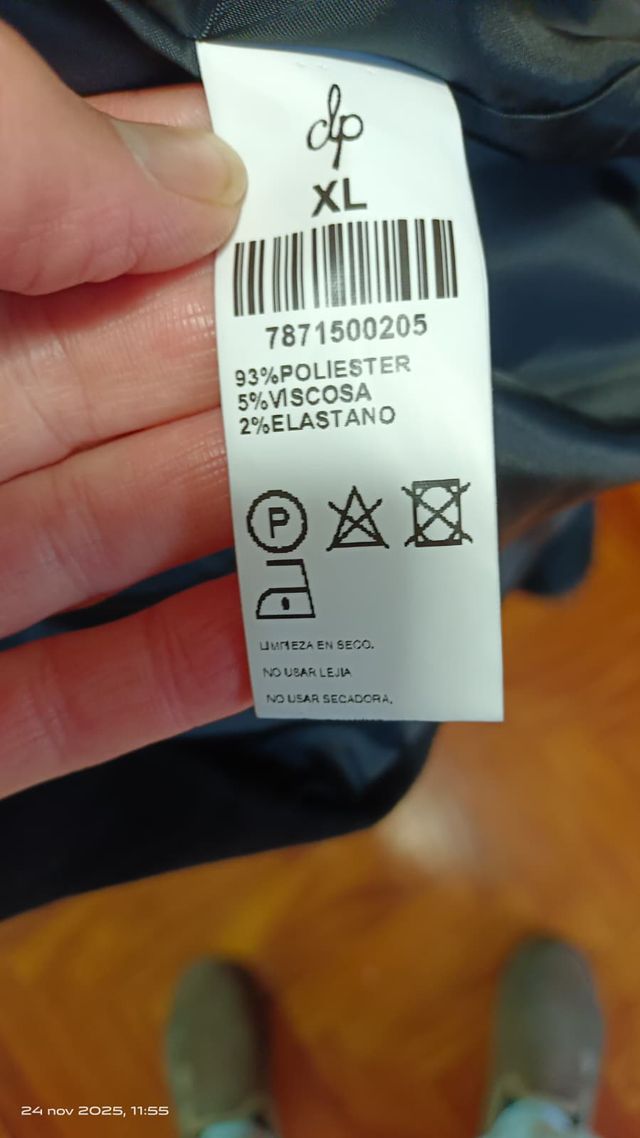 dp
XL
7871500205
93%POLIESTER
5%VISCOSA
2%ELASTANO
P
LIMPIEZA EN SECO.
NO USAR LEJIA
NO USAR SECADORA.
24 nov 2025, 11:55